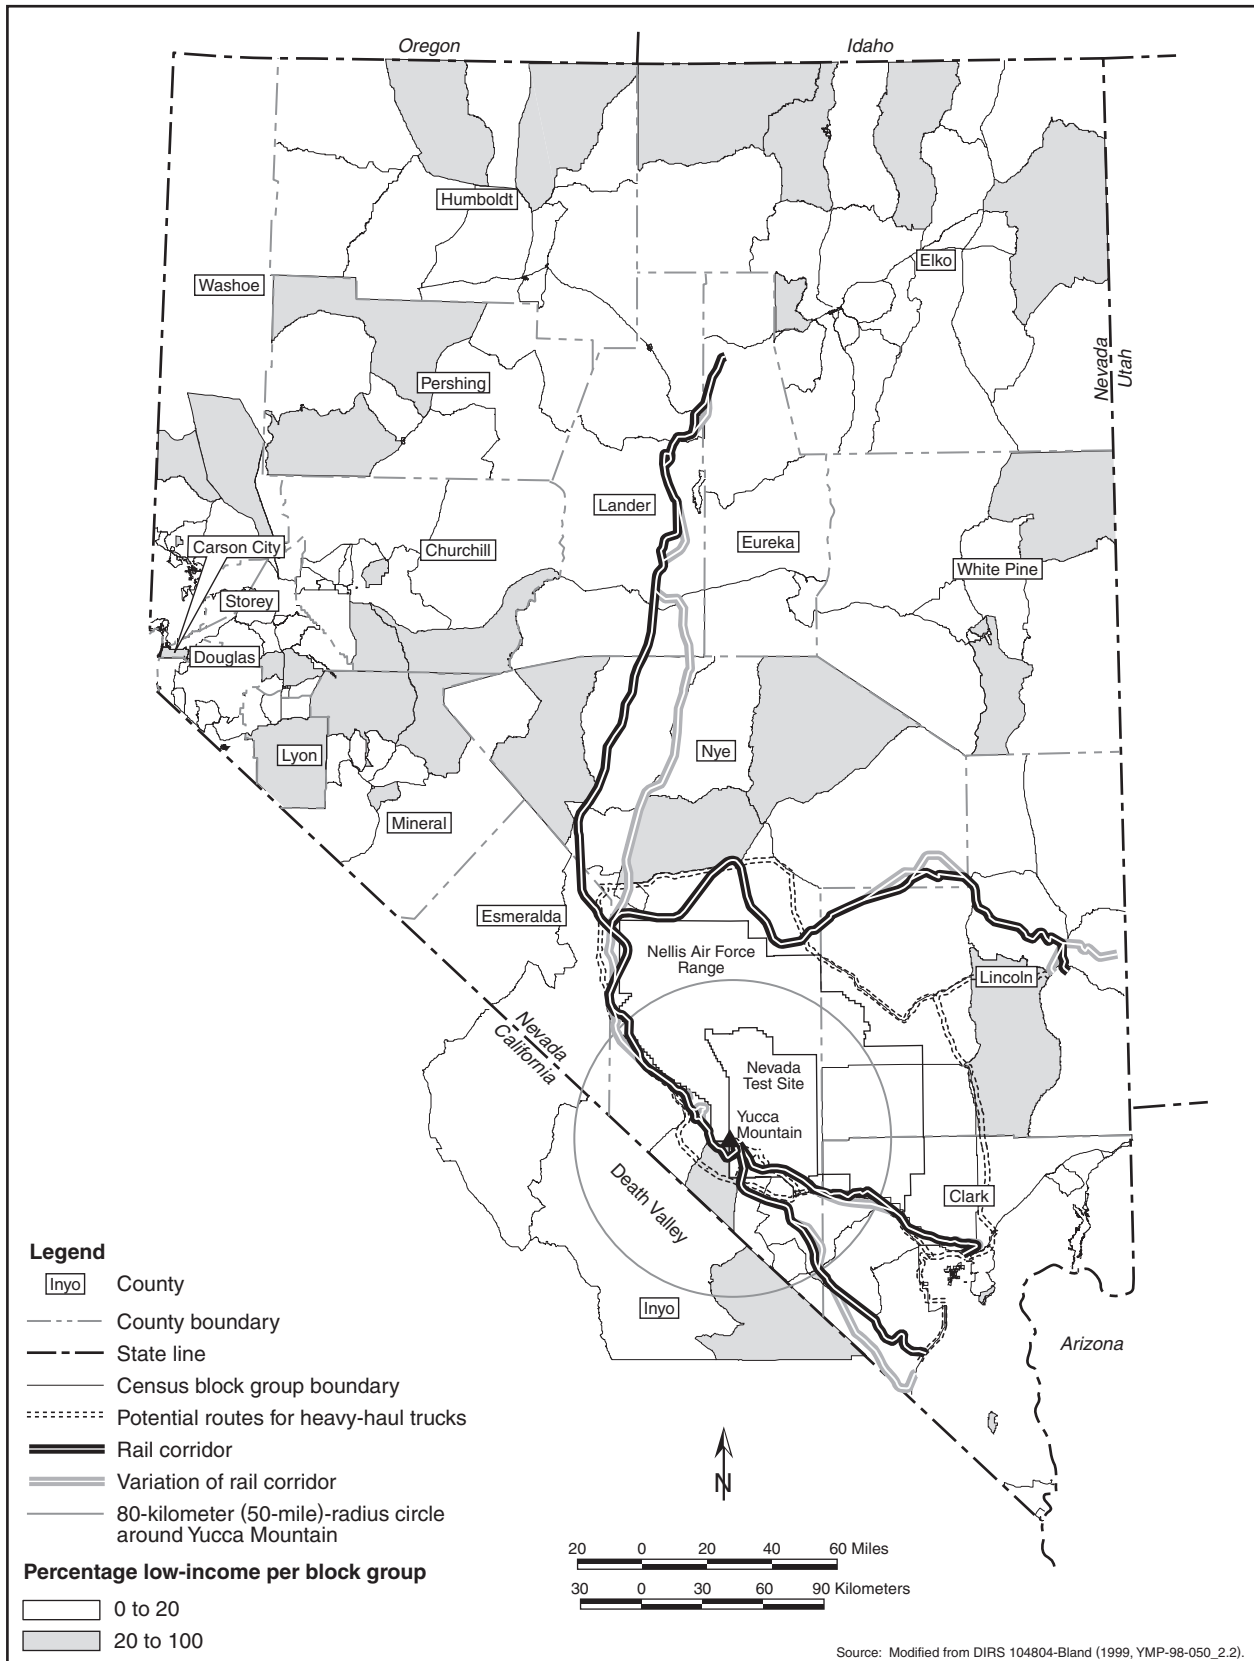 Oregon
Idaho
Humboldt
Elko
Washoe
Nevada
Utah
Pershing
Lander
Eureka
Carson City
Churchill
White Pine
Storey
Douglas
Lyon
Nye
Mineral
Esmeralda
Nellis Air Force
Range
Lincoln
Nevada
California
Nevada
Test Site
Yucca
Mountain
Death Valley
Clark
Inyo
Arizona
Legend
Inyo County
County boundary
State line
Census block group boundary
Potential routes for heavy-haul trucks
Rail corridor
Variation of rail corridor
80-kilometer (50-mile)-radius circle
around Yucca Mountain
Percentage low-income per block group
0 to 20
20 to 100
N
20 0 20 40 60 Miles
30 0 30 60 90 Kilometers
Source: Modified from DIRS 104804-Bland (1999, YMP-98-050_2.2).